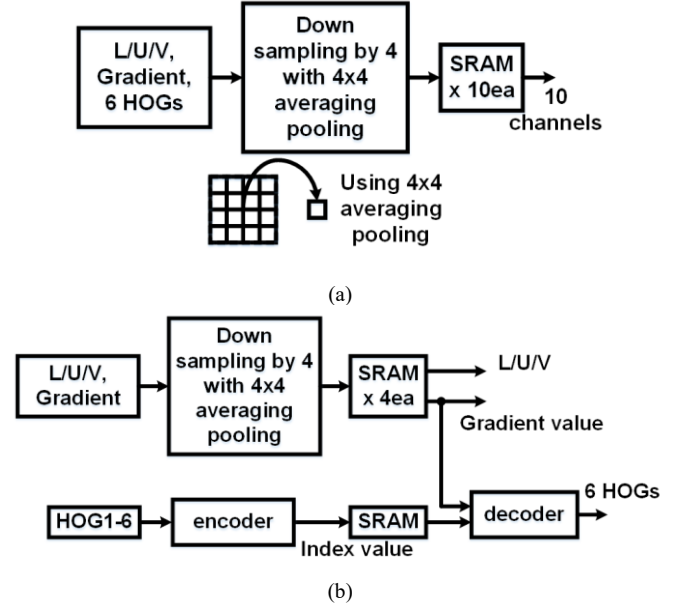 L/U/V,
Gradient,
6 HOGs
Down
sampling by 4
with 4x4
averaging
pooling
SRAM
x 10ea
10
channels
Using 4x4
averaging
pooling
(a)
L/U/V,
Gradient
Down
sampling by 4
with 4x4
averaging
pooling
SRAM
x 4ea
L/U/V
Gradient value
HOG1-6
encoder
Index value
SRAM
decoder
6 HOGs
(b)